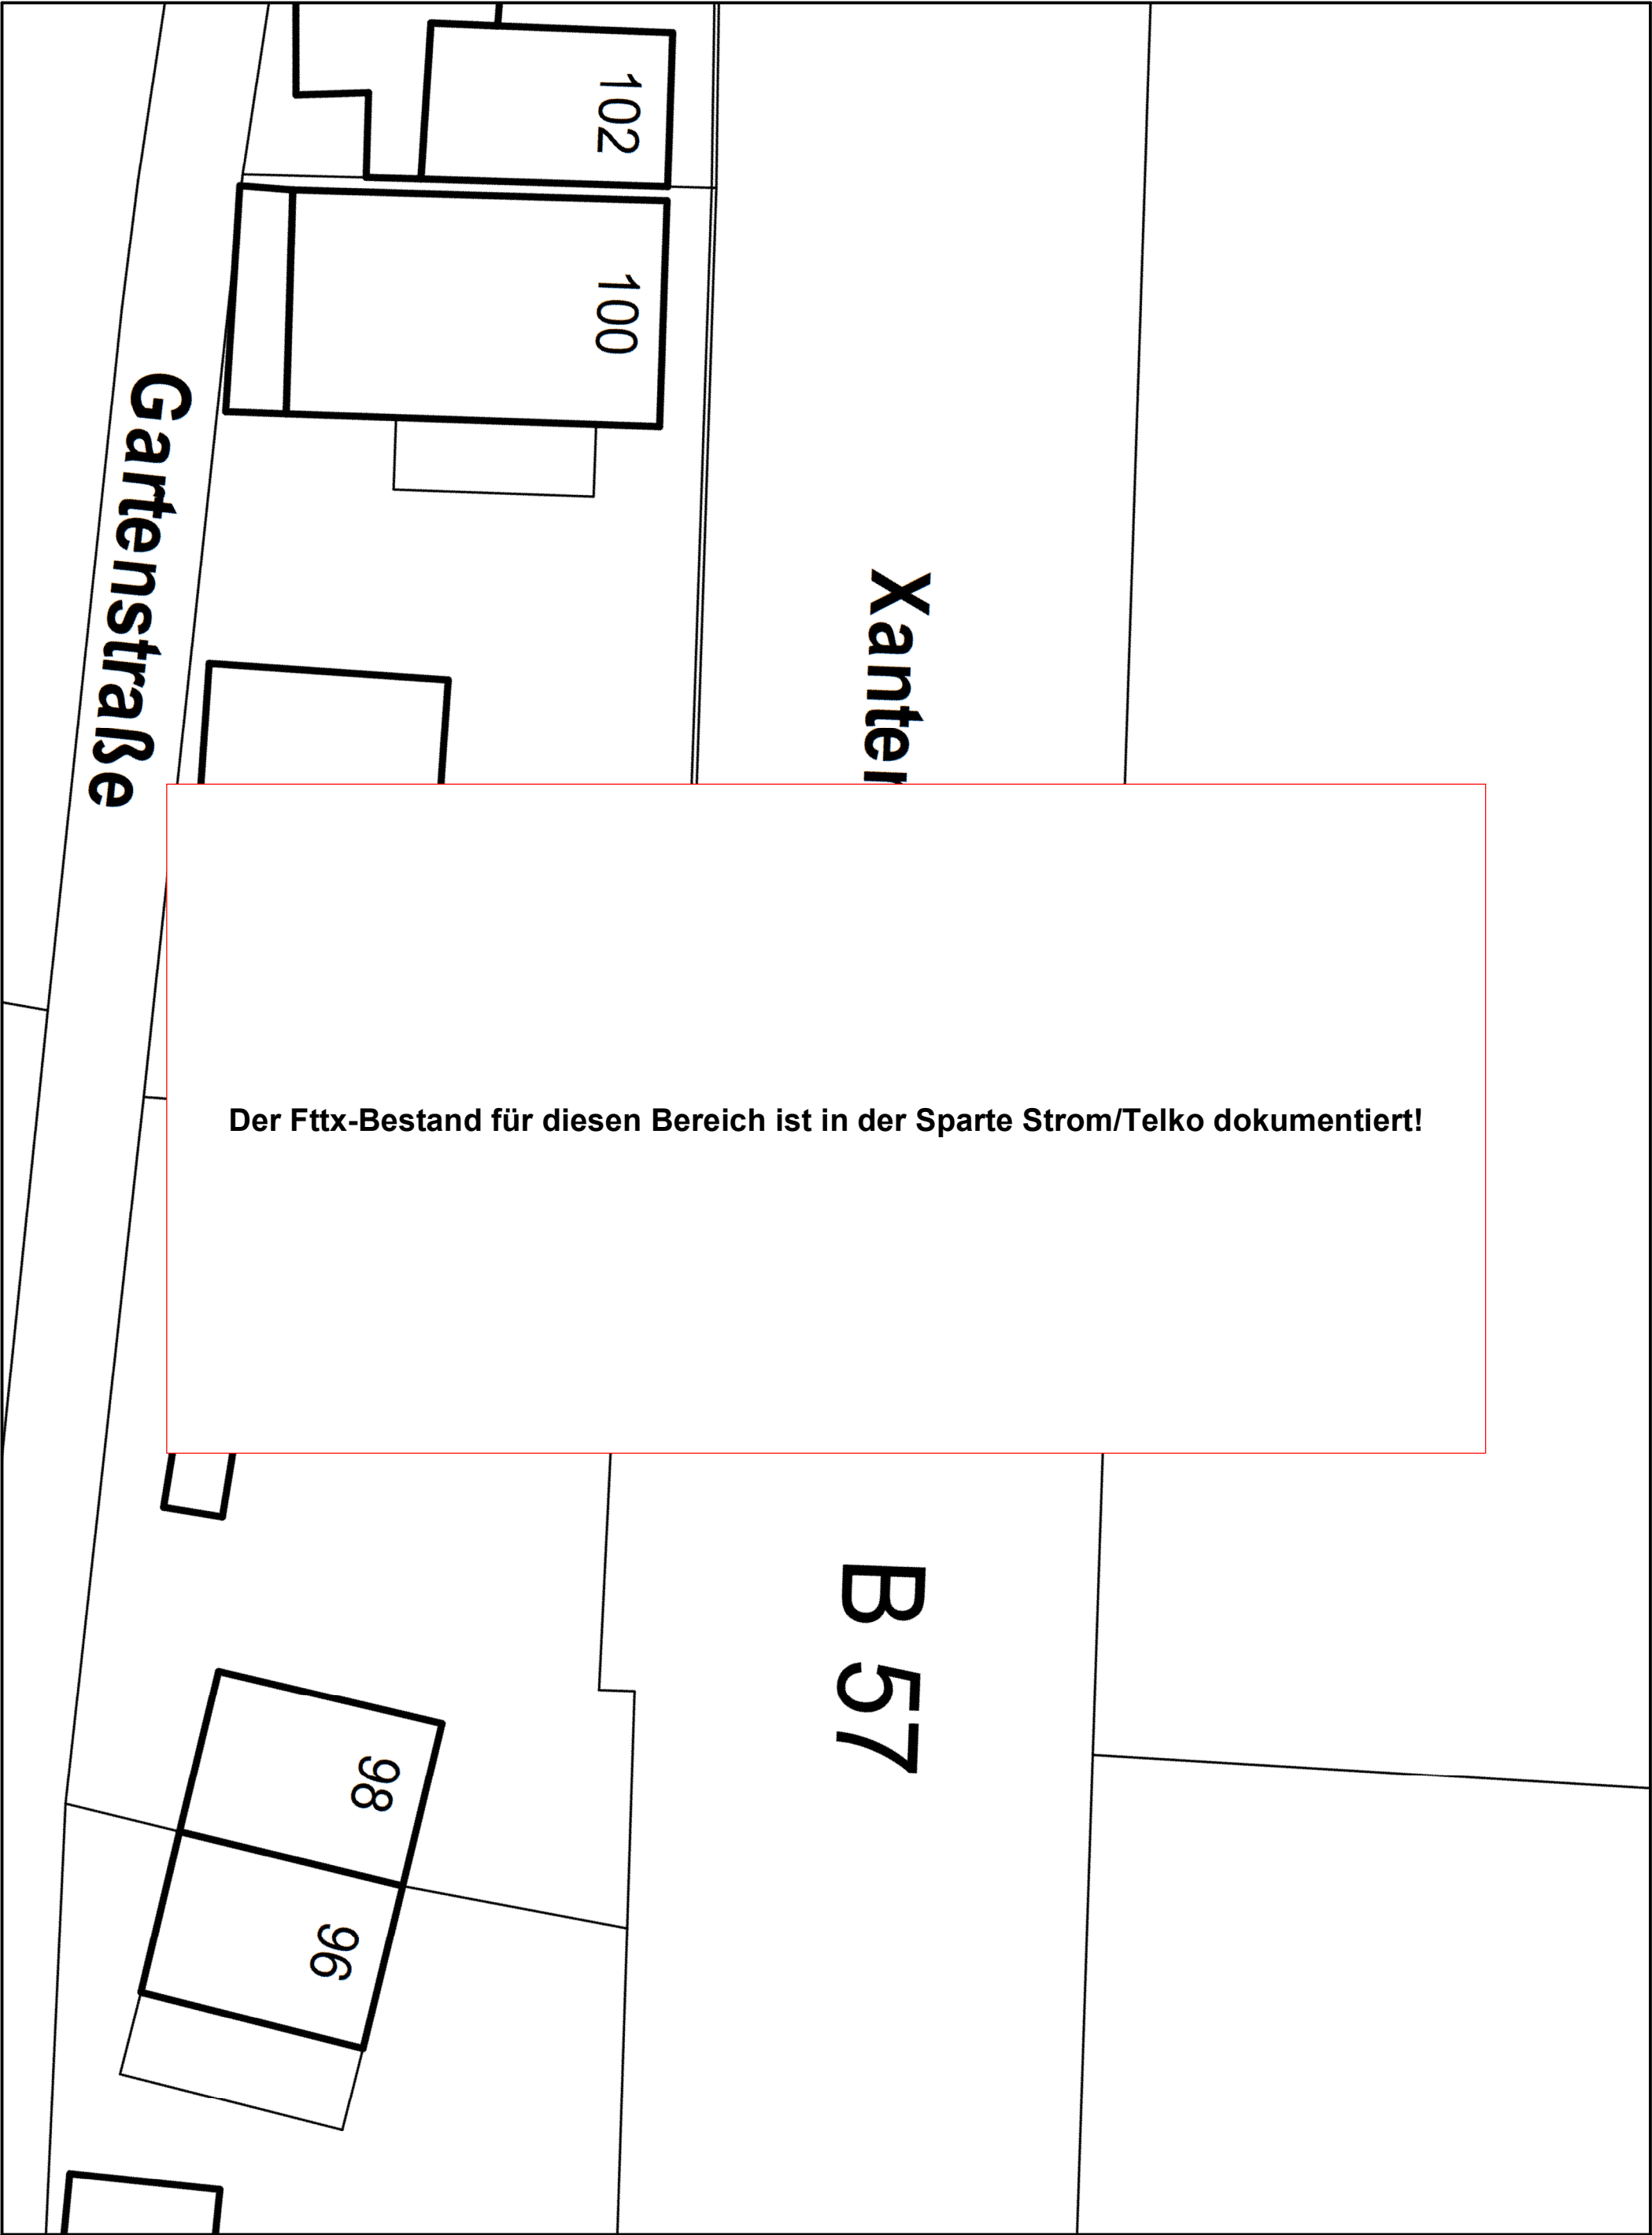 102
100
Gartenstraße
Xanten
Der Fttx-Bestand für diesen Bereich ist in der Sparte Strom/Telko dokumentiert!
B 57
98
96